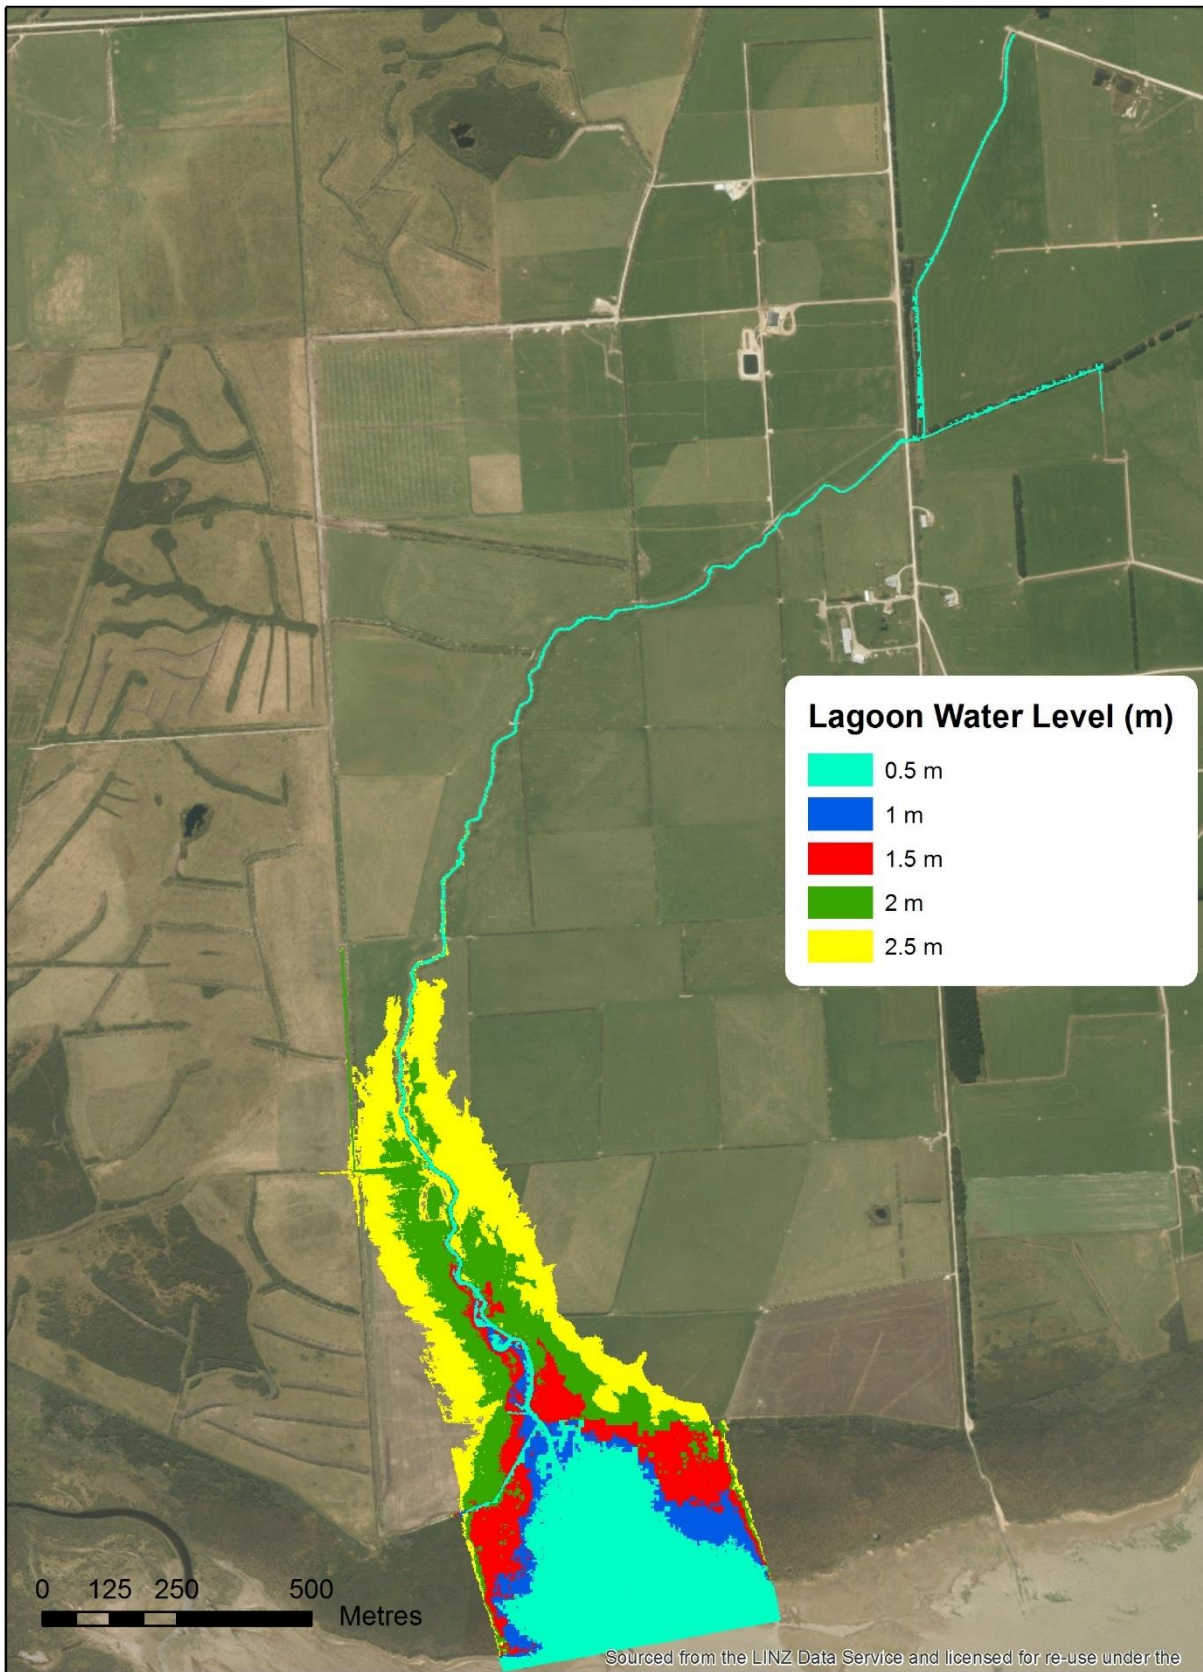 Lagoon Water Level (m)
0.5 m
1 m
1.5 m
2 m
2.5 m
0 125 250 500
Metres
Sourced from the LINZ Data Service and licensed for re-use under the